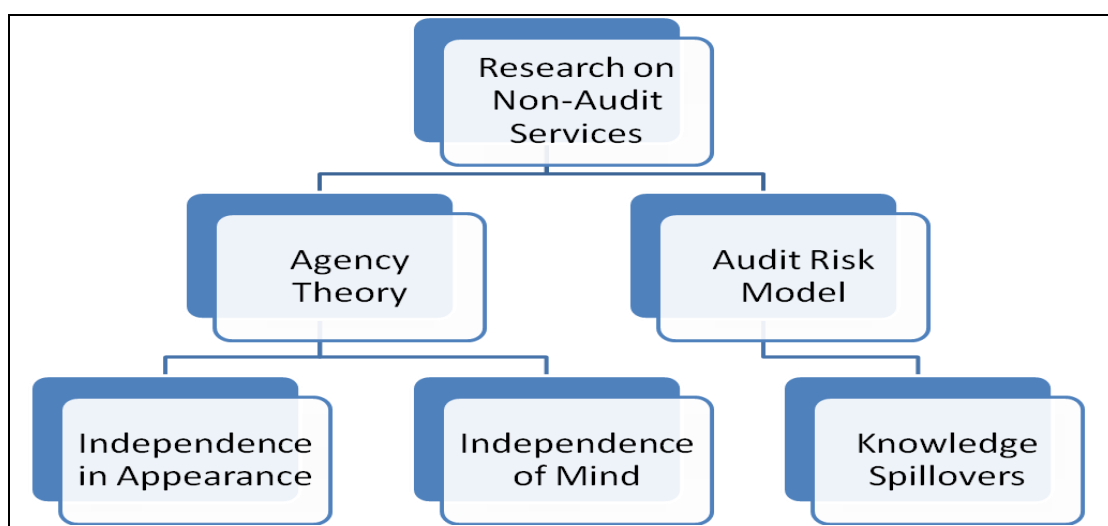 Research on
Non-Audit
Services
Agency
Theory
Audit Risk
Model
Independence
in Appearance
Independence
of Mind
Knowledge
Spillovers